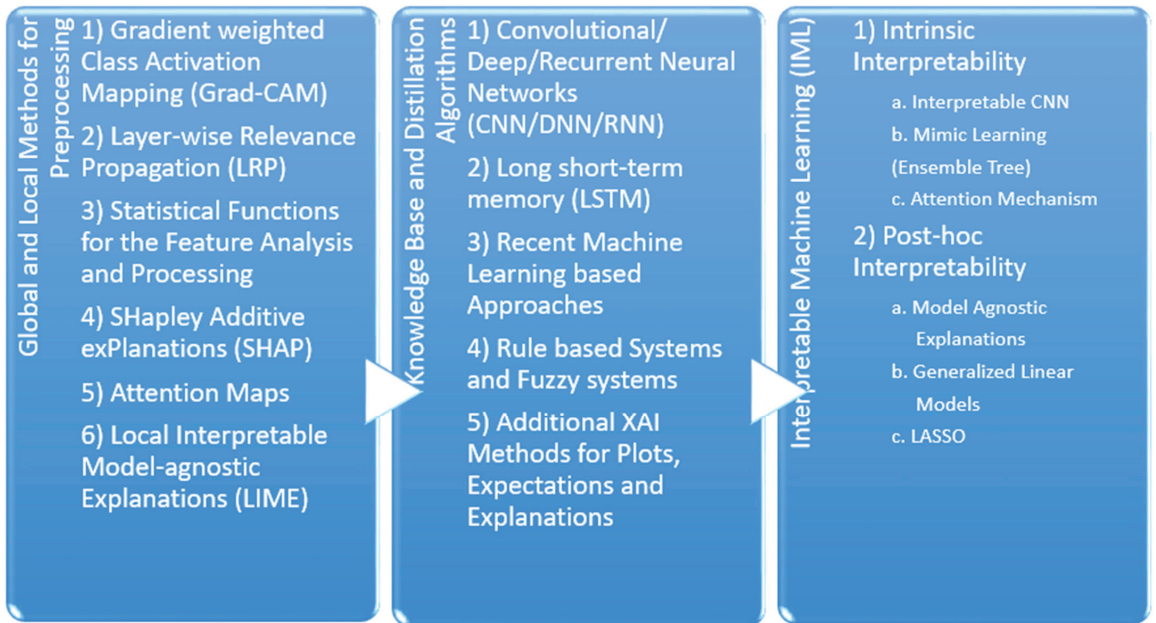 Global and Local Methods for
Preprocessing
1) Gradient weighted
Class Activation
Mapping (Grad-CAM)
2) Layer-wise Relevance
Propagation (LRP)
3) Statistical Functions
for the Feature Analysis
and Processing
4) SHapley Additive
exPlanations (SHAP)
5) Attention Maps
6) Local Interpretable
Model-agnostic
Explanations (LIME)
Knowledge Base and Distillation
Algorithms
1) Convolutional/
Deep/Recurrent Neural
Networks
(CNN/DNN/RNN)
2) Long short-term
memory (LSTM)
3) Recent Machine
Learning based
Approaches
4) Rule based Systems
and Fuzzy systems
5) Additional XAI
Methods for Plots,
Expectations and
Explanations
Interpretable Machine Learning (IML)
1) Intrinsic
Interpretability
a. Interpretable CNN
b. Mimic Learning
(Ensemble Tree)
c. Attention Mechanism
2) Post-hoc
Interpretability
a. Model Agnostic
Explanations
b. Generalized Linear
Models
c. LASSO